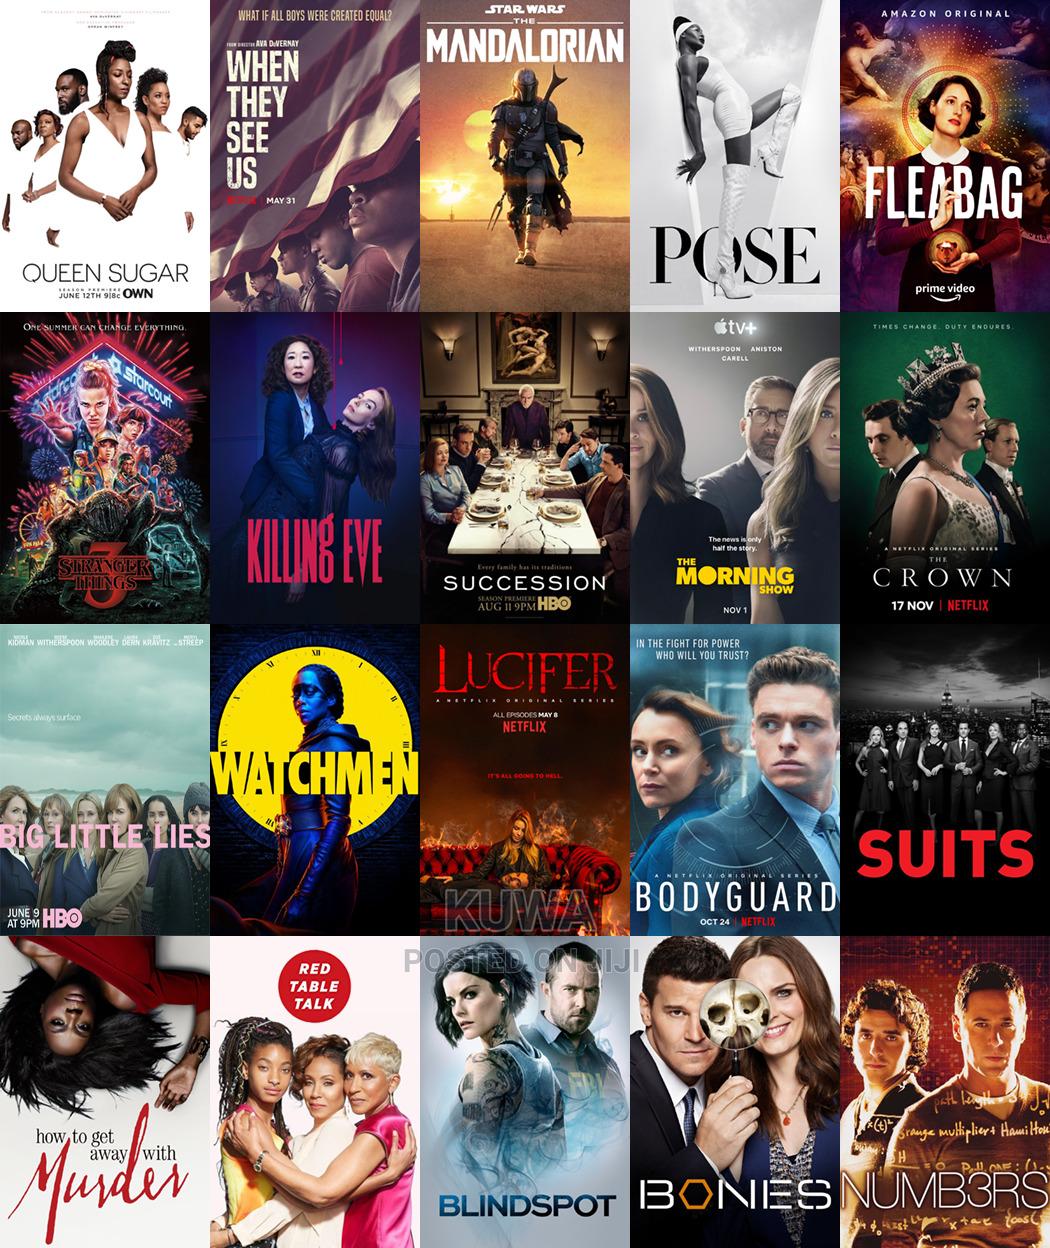 QUEEN SUGAR
SEASON PREMIERE
JUNE 12TH 9|8c OWN
WHAT IF ALL BOYS WERE CREATED EQUAL?
FROM DIRECTOR AVA DuVERNAY
WHEN
THEY
SEE
US
NETFLIX | MAY 31
STAR WARS
THE
MANDALORIAN
POSE
AMAZON ORIGINAL
FLEABAG
prime video
ONE SUMMER CAN CHANGE EVERYTHING.
starcourt
STRANGER
THINGS
3
KILLING EVE
Every family has its traditions
SUCCESSION
SEASON PREMIERE
AUG 11 9PM HBO
tv+
WITHERSPOON ANISTON
CARELL
The news is only
half the story.
THE
MORNING
SHOW
NOV 1
TIMES CHANGE. DUTY ENDURES.
A NETFLIX ORIGINAL SERIES
THE
CROWN
17 NOV | NETFLIX
NICOLE KIDMAN REESE WITHERSPOON SHAILENE WOODLEY LAURA DERN ZOË KRAVITZ AND MERYL STREEP
Secrets always surface
BIG LITTLE LIES
JUNE 9
AT 9PM HBO
XII
WATCHMEN
LUCIFER
A NETFLIX ORIGINAL SERIES
ALL EPISODES MAY 8
NETFLIX
IT'S ALL GOING TO HELL.
IN THE FIGHT FOR POWER
WHO WILL YOU TRUST?
A NETFLIX ORIGINAL SERIES
BODYGUARD
OCT 24 | NETFLIX
SUITS
KUWA
POSTED ON JIJI
how to get
away with
Murder
RED
TABLE
TALK
FBI
BLINDSPOT
BONES
NUMB3RS